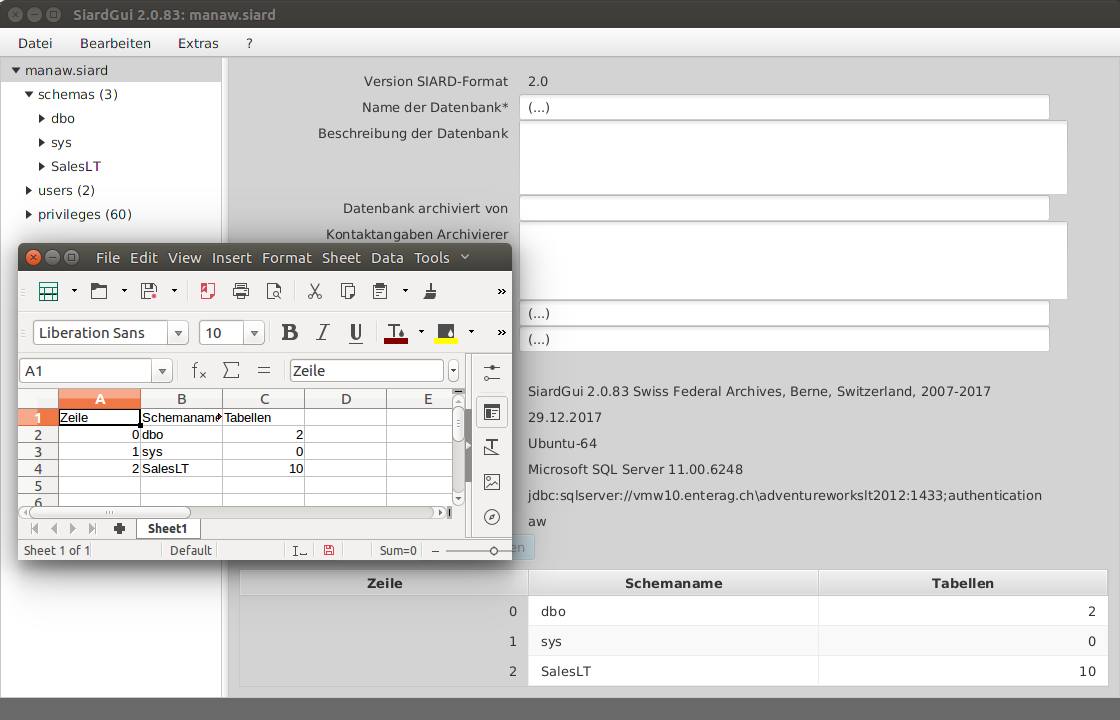 SiardGui 2.0.83: manaw.siard
Datei Bearbeiten Extras ?
manaw.siard
schemas (3)
dbo
sys
SalesLT
users (2)
privileges (60)
Version SIARD-Format 2.0
Name der Datenbank* (...)
Beschreibung der Datenbank
Datenbank archiviert von
Kontaktangaben Archivierer
(...)
(...)
SiardGui 2.0.83 Swiss Federal Archives, Berne, Switzerland, 2007-2017
29.12.2017
Ubuntu-64
Microsoft SQL Server 11.00.6248
jdbc:sqlserver://vmw10.enterag.ch\adventureworkslt2012:1433;authentication
aw
en
Zeile Schemaname Tabellen
0 dbo 2
1 sys 0
2 SalesLT 10
File Edit View Insert Format Sheet Data Tools
»
Liberation Sans 10 B I U T »
A1 fx Σ = Zeile
A B C D E
1 Zeile Schemaname Tabellen
2 0 dbo 2
3 1 sys 0
4 2 SalesLT 10
5
6
Sheet1
Sheet 1 of 1 Default Sum=0